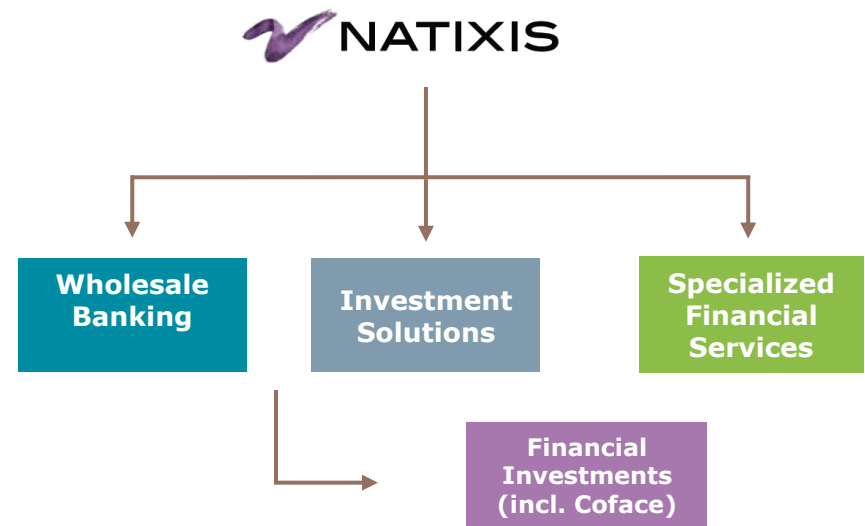 NATIXIS
Wholesale
Banking
Investment
Solutions
Specialized
Financial
Services
Financial
Investments
(incl. Coface)